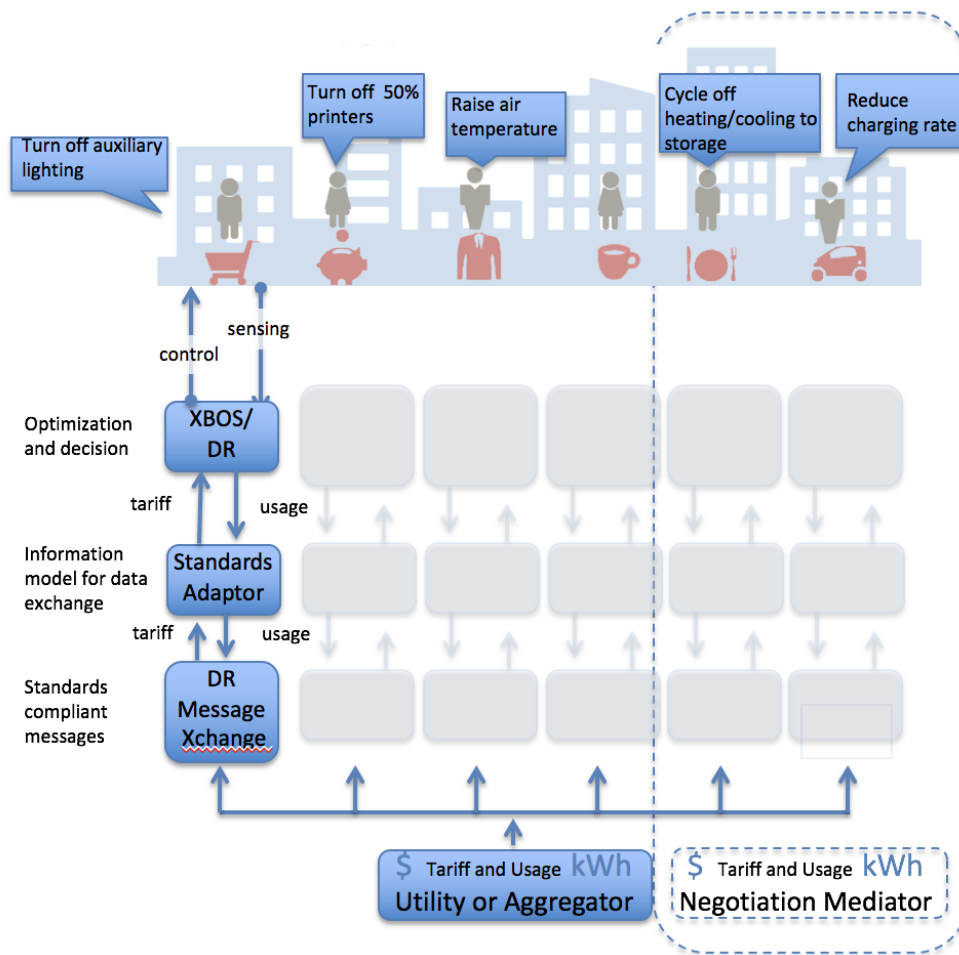 Turn off auxiliary
lighting
Turn off 50%
printers
Raise air
temperature
Cycle off
heating/cooling to
storage
Reduce
charging rate
control
sensing
Optimization
and decision
XBOS/
DR
tariff
usage
Information
model for data
exchange
Standards
Adaptor
tariff
usage
Standards
compliant
messages
DR
Message
Xchange
$ Tariff and Usage kWh
Utility or Aggregator
$ Tariff and Usage kWh
Negotiation Mediator